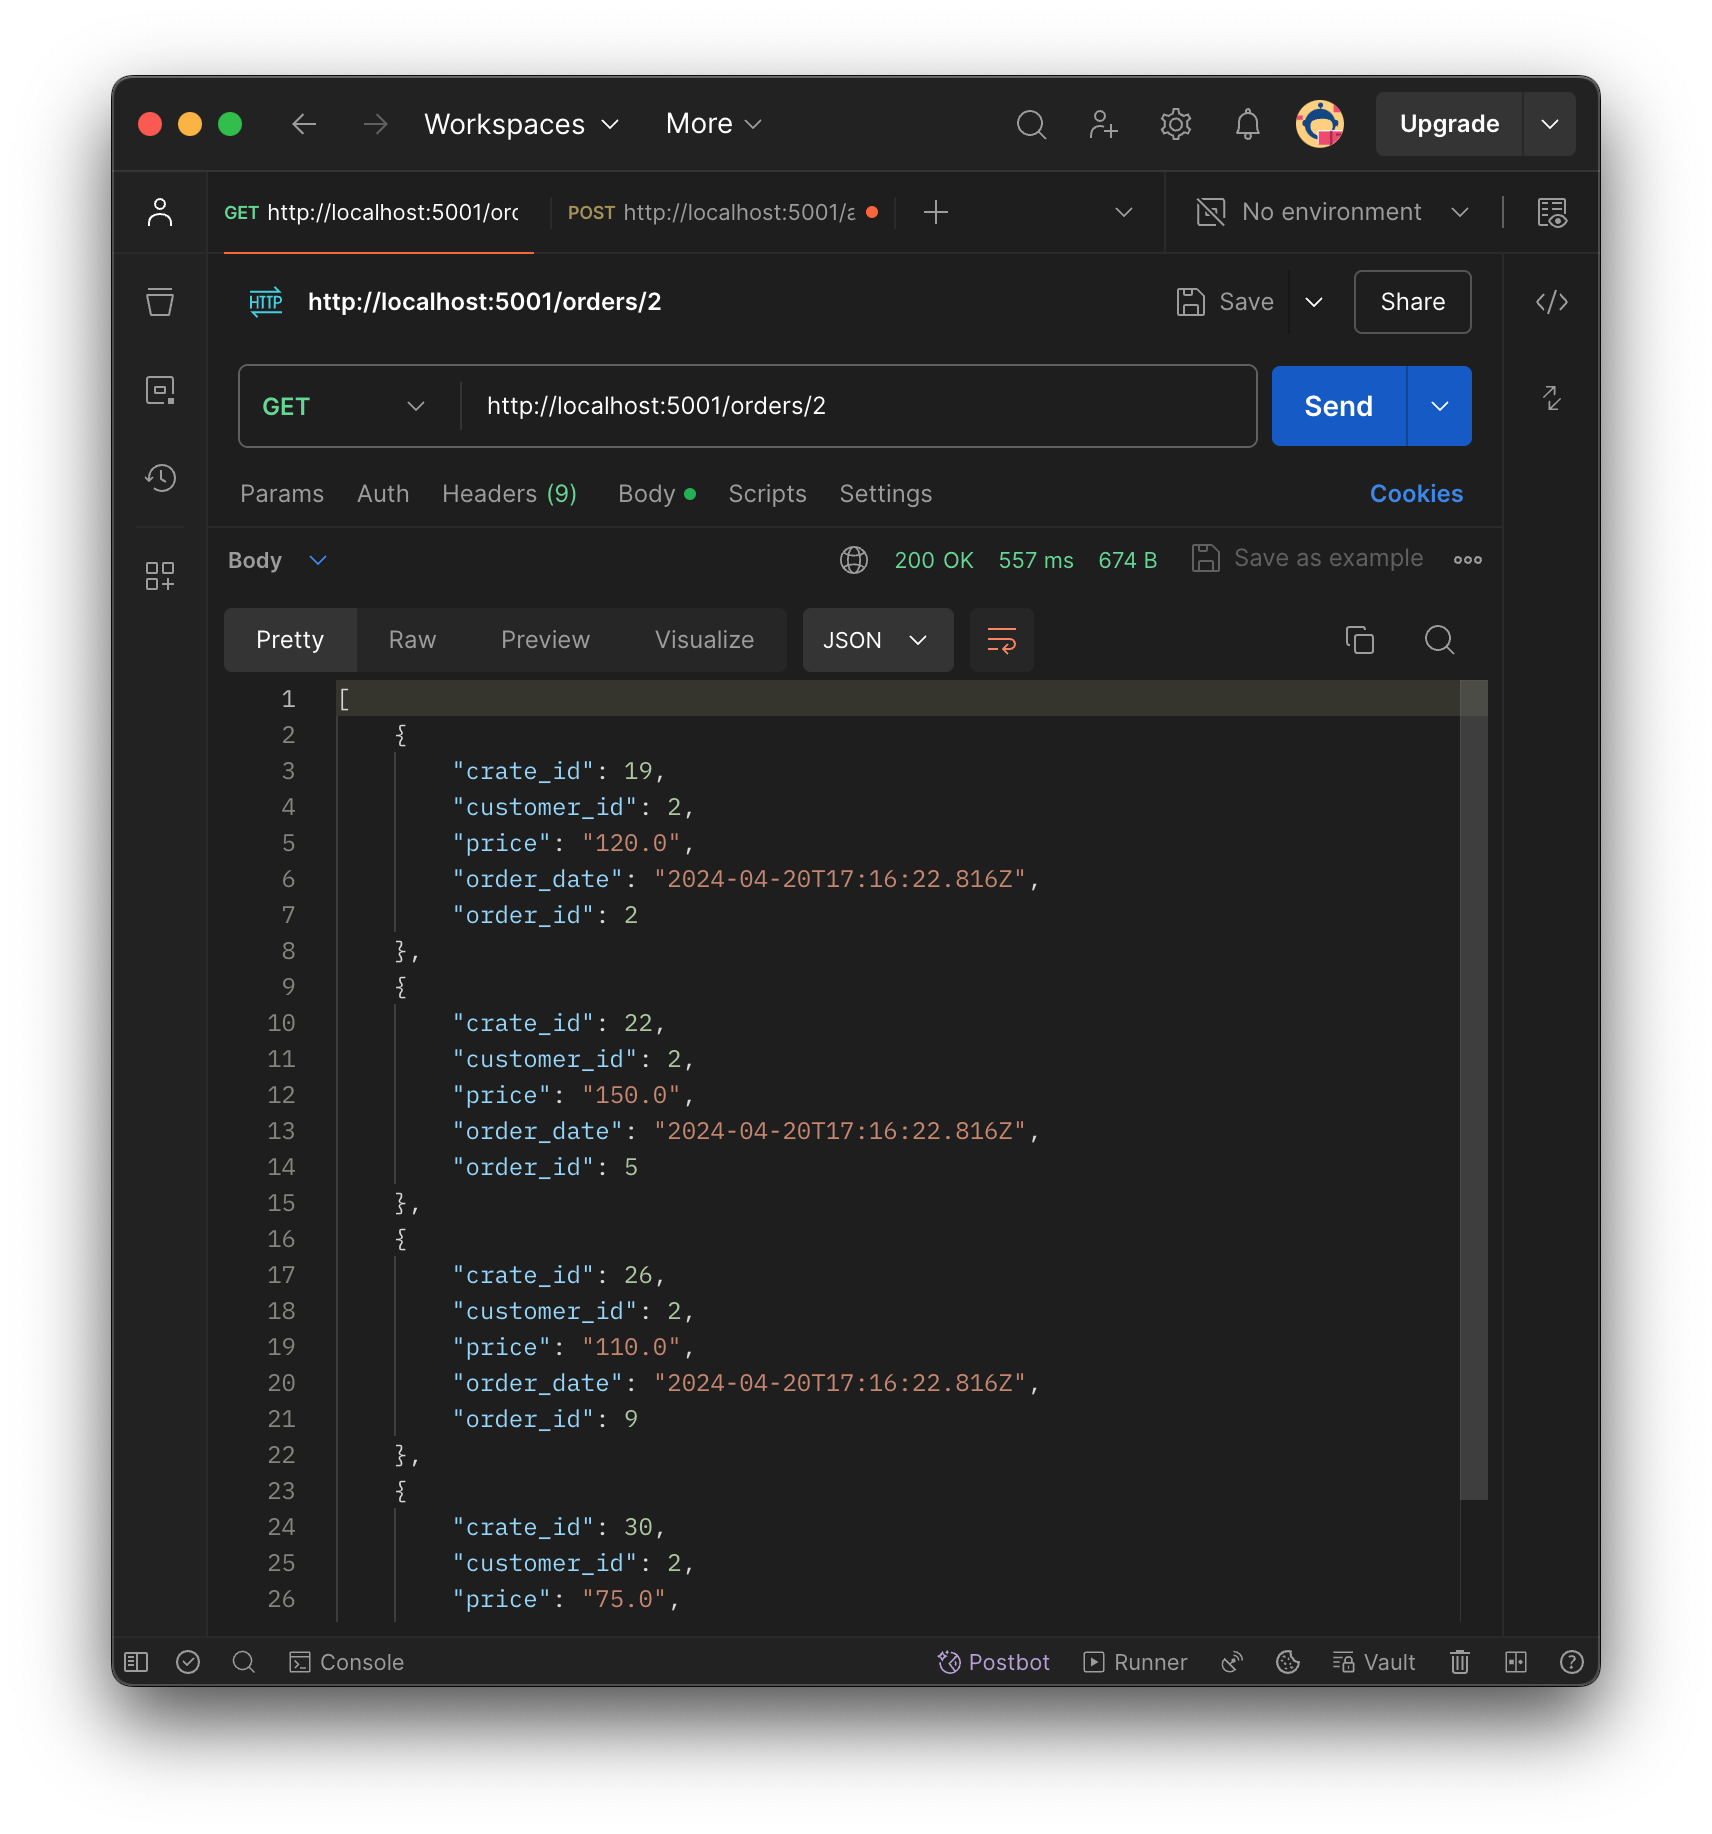 Workspaces More Upgrade
GET http://localhost:5001/orc POST http://localhost:5001/a No environment
HTTP http://localhost:5001/orders/2 Save Share
GET http://localhost:5001/orders/2 Send
Params Auth Headers (9) Body Scripts Settings Cookies
Body 200 OK 557 ms 674 B Save as example
Pretty Raw Preview Visualize JSON
1 [
2 {
3 "crate_id": 19,
4 "customer_id": 2,
5 "price": "120.0",
6 "order_date": "2024-04-20T17:16:22.816Z",
7 "order_id": 2
8 },
9 {
10 "crate_id": 22,
11 "customer_id": 2,
12 "price": "150.0",
13 "order_date": "2024-04-20T17:16:22.816Z",
14 "order_id": 5
15 },
16 {
17 "crate_id": 26,
18 "customer_id": 2,
19 "price": "110.0",
20 "order_date": "2024-04-20T17:16:22.816Z",
21 "order_id": 9
22 },
23 {
24 "crate_id": 30,
25 "customer_id": 2,
26 "price": "75.0",
Console Postbot Runner Vault